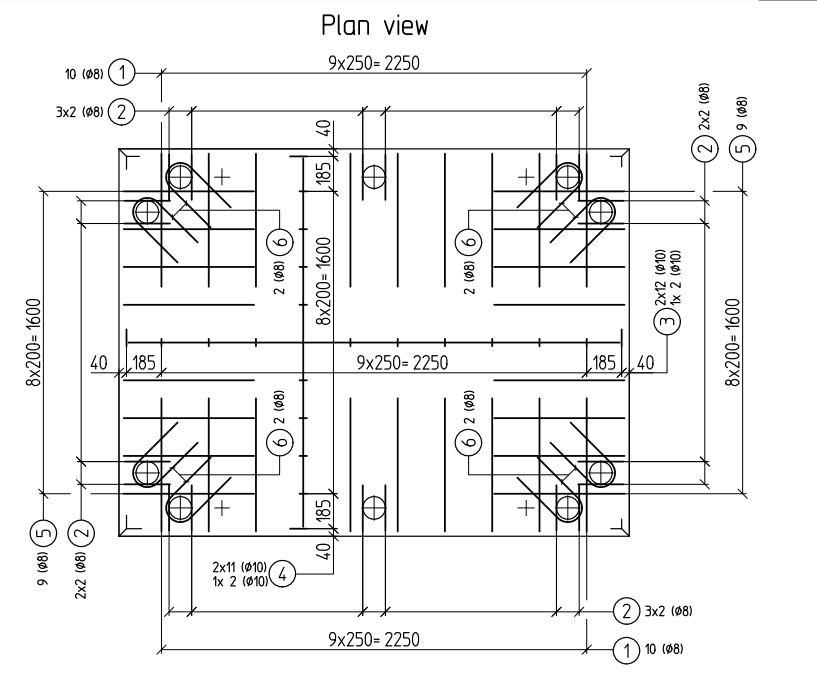 Plan view
9x250= 2250
10 (Ø8) 1
3x2 (Ø8) 2
40
2 2x2 (Ø8)
5 9 (Ø8)
185
6
2 (Ø8)
6
2 (Ø8)
8x200= 1600
8x200= 1600
3 2x12 (Ø10)
1x 2 (Ø10)
8x200= 1600
40
185
9x250= 2250
185
40
6 2 (Ø8)
6 2 (Ø8)
185
40
9 (Ø8) 5
2x2 (Ø8) 2
2x11 (Ø10)
1x 2 (Ø10)
4
2 3x2 (Ø8)
9x250= 2250
1 10 (Ø8)